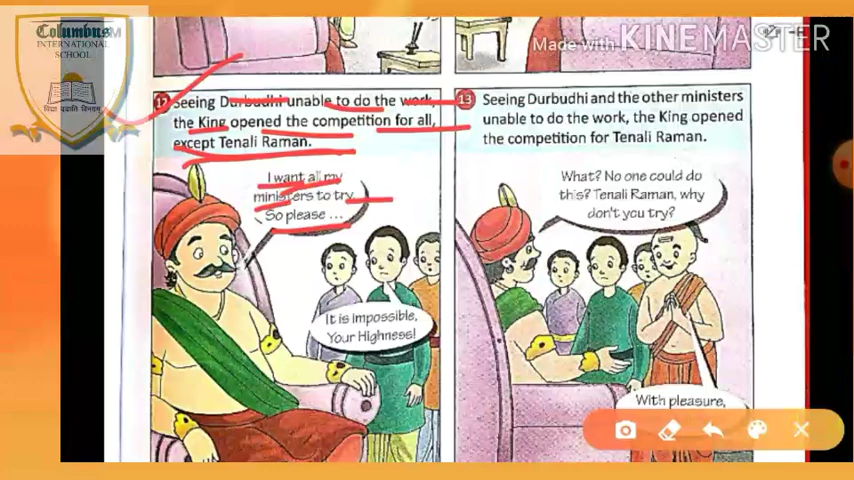 Columbus
INTERNATIONAL
SCHOOL
Made with KINEMASTER
12 Seeing Durbudhi unable to do the work,
the King opened the competition for all,
except Tenali Raman.
I want all my
ministers to try.
So please ...
It is impossible,
Your Highness!
13 Seeing Durbudhi and the other ministers
unable to do the work, the King opened
the competition for Tenali Raman.
What? No one could do
this? Tenali Raman, why
don't you try?
With pleasure,